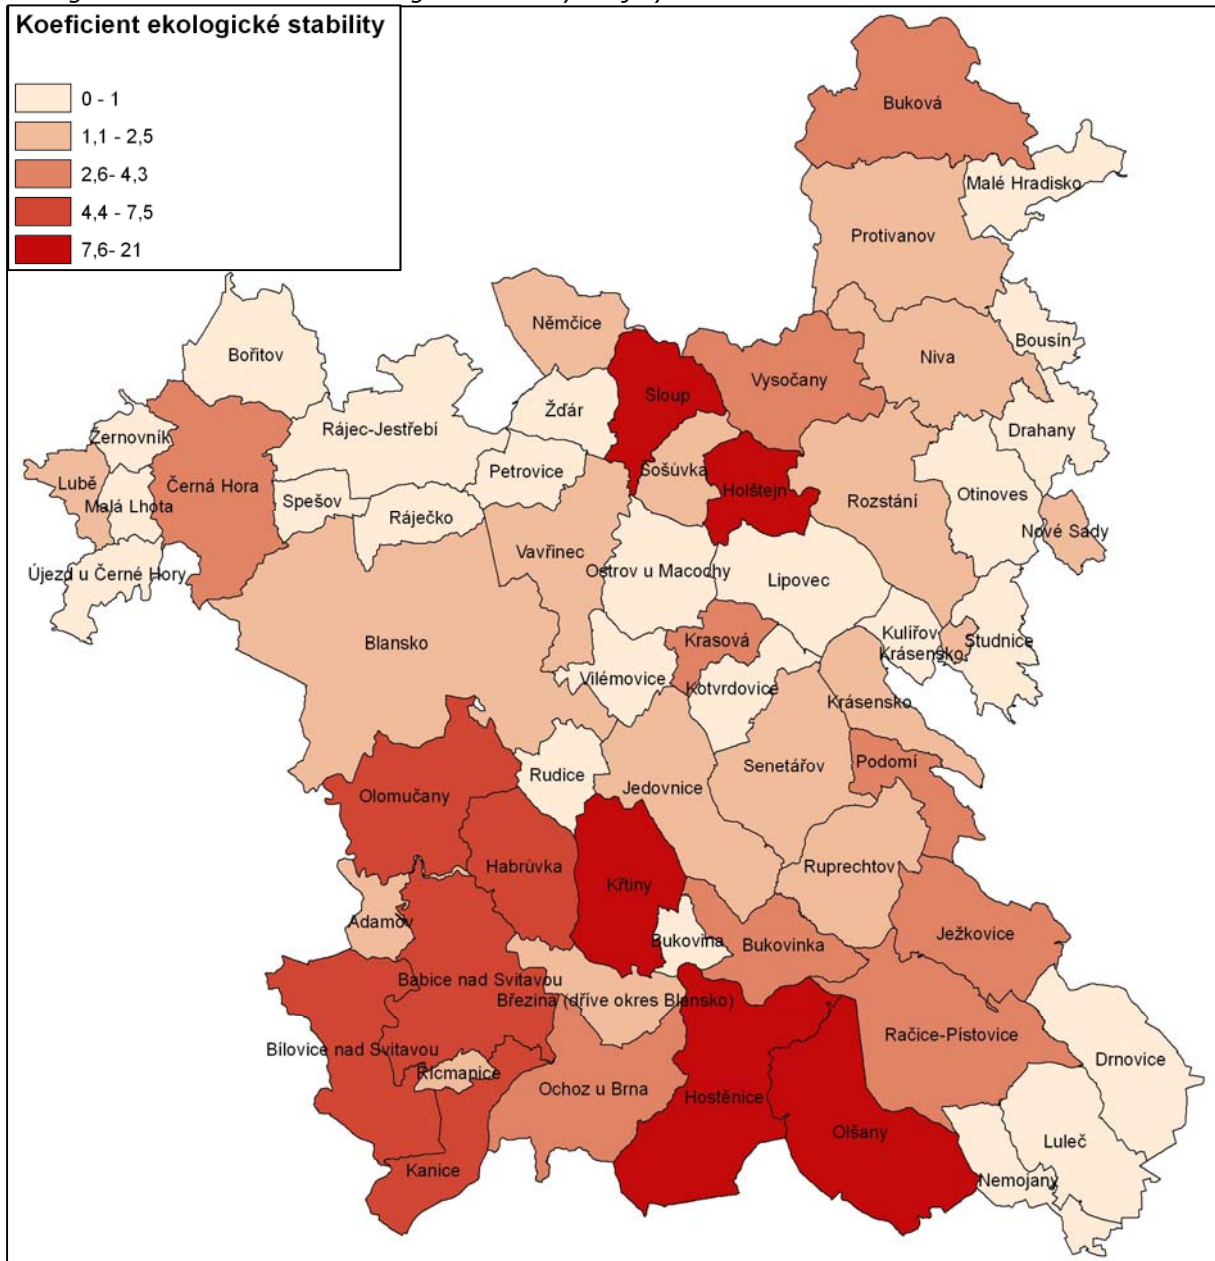 Koeficient ekologické stability
0 - 1
1,1 - 2,5
2,6- 4,3
4,4 - 7,5
7,6- 21
Buková
Malé Hradisko
Protivanov
Němčice
Bousín
Bořitov
Niva
Vysočany
Sloup
Žďár
Rájec-Jestřebí
Drahany
Žernovník
Petrovice
Šošůvka
Lubě
Černá Hora
Holštejn
Otinoves
Spešov
Rozstání
Malá Lhota
Ráječko
Nové Sady
Vavřinec
Ostrov u Macochy
Újezd u Černé Hory
Lipovec
Kulířov
Blansko
Krasová
Studnice
Krásensko
Vilémovice
Kotvrdovice
Krásensko
Podomí
Senetářov
Rudice
Jedovnice
Olomučany
Habrůvka
Ruprechtov
Křtiny
Adamov
Ježkovice
Bukovina
Bukovinka
Babice nad Svitavou
Březina (dříve okres Blansko)
Račice-Pístovice
Bílovice nad Svitavou
Drnovice
Řícmanice
Ochoz u Brna
Hostěnice
Olšany
Luleč
Kanice
Nemojany